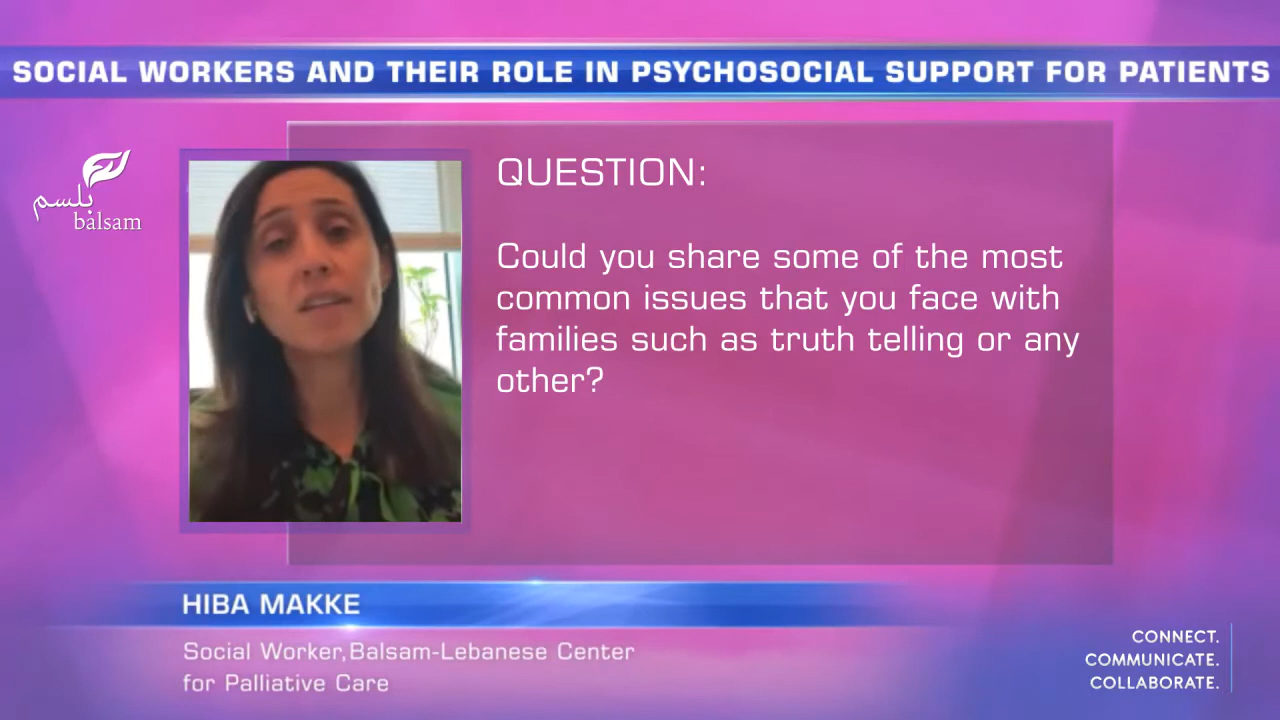 SOCIAL WORKERS AND THEIR ROLE IN PSYCHOSOCIAL SUPPORT FOR PATIENTS
بلسم
balsam
QUESTION:
Could you share some of the most
common issues that you face with
families such as truth telling or any
other?
HIBA MAKKE
Social Worker,Balsam-Lebanese Center
for Palliative Care
CONNECT.
COMMUNICATE.
COLLABORATE.